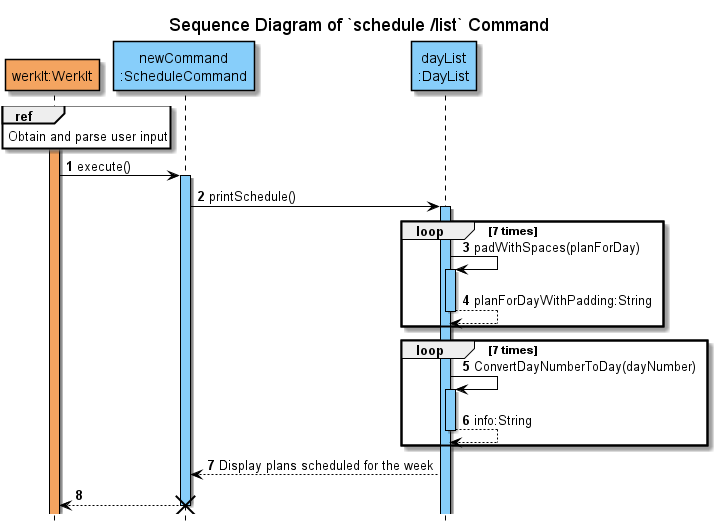 Sequence Diagram of `schedule /list` Command
werkIt:WerkIt
newCommand
:ScheduleCommand
dayList
:DayList
ref
Obtain and parse user input
1 execute()
2 printSchedule()
loop [7 times]
3 padWithSpaces(planForDay)
4 planForDayWithPadding:String
loop [7 times]
5 ConvertDayNumberToDay(dayNumber)
6 info:String
7 Display plans scheduled for the week
8